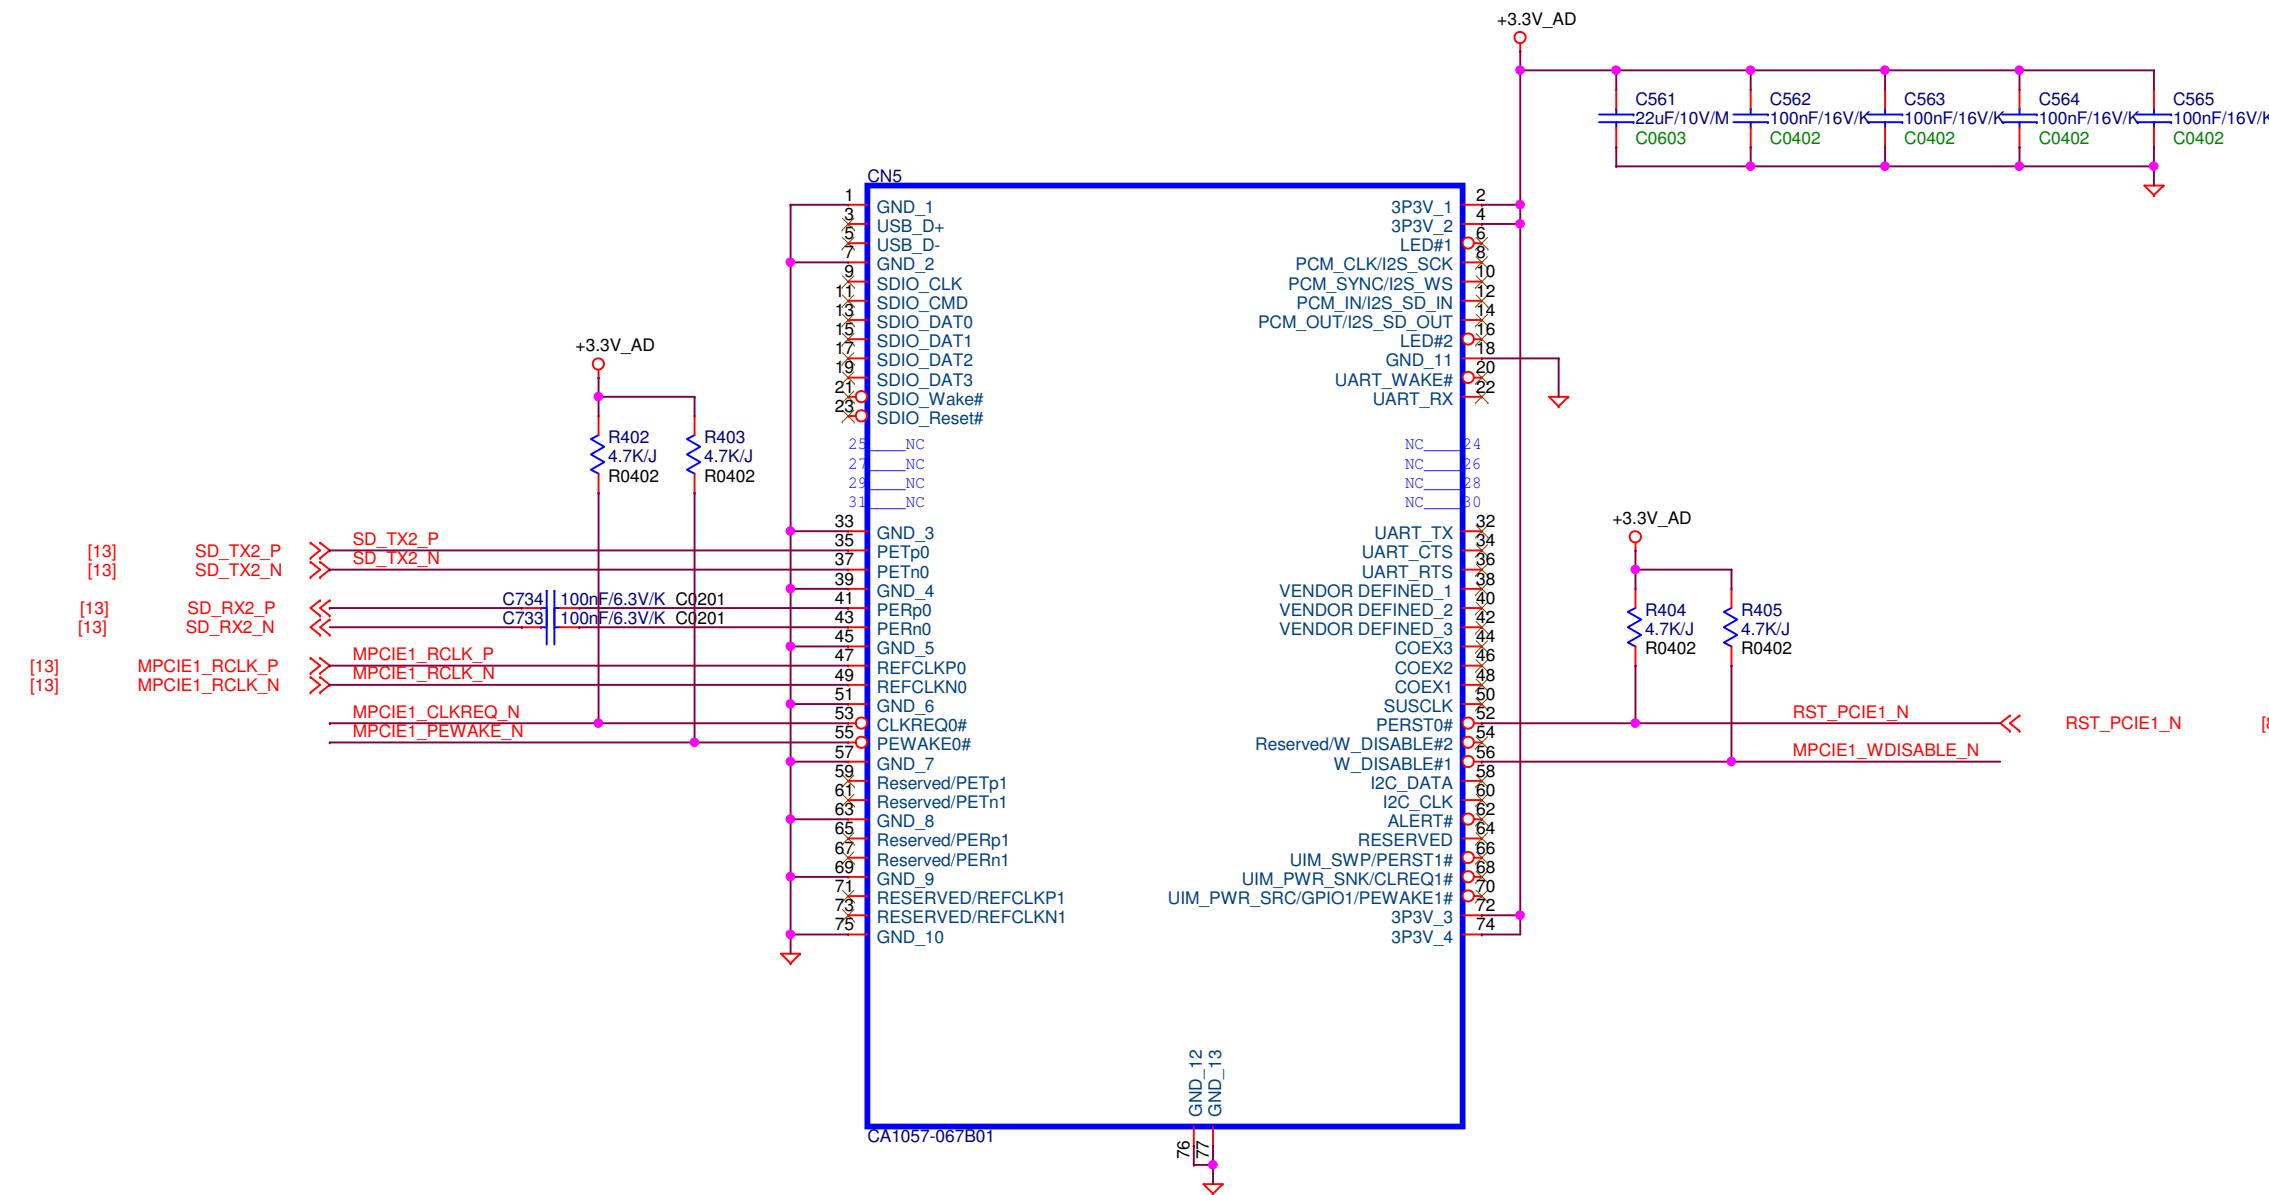 +3.3V_AD
C561
22uF/10V/M
C0603
C562
100nF/16V/K
C0402
C563
100nF/16V/K
C0402
C564
100nF/16V/K
C0402
C565
100nF/16V/K
C0402
CN5
1 GND_1
3 USB_D+
5 USB_D-
7 GND_2
9 SDIO_CLK
11 SDIO_CMD
13 SDIO_DAT0
15 SDIO_DAT1
17 SDIO_DAT2
19 SDIO_DAT3
21 SDIO_Wake#
23 SDIO_Reset#
25 NC
27 NC
29 NC
31 NC
33 GND_3
35 PETp0
37 PETn0
39 GND_4
41 PERp0
43 PERn0
45 GND_5
47 REFCLKP0
49 REFCLKN0
51 GND_6
53 CLKREQ0#
55 PEWAKE0#
57 GND_7
59 Reserved/PETp1
61 Reserved/PETn1
63 GND_8
65 Reserved/PERp1
67 Reserved/PERn1
69 GND_9
71 RESERVED/REFCLKP1
73 RESERVED/REFCLKN1
75 GND_10
3P3V_1 2
3P3V_2 4
LED#1 6
PCM_CLK/I2S_SCK 8
PCM_SYNC/I2S_WS 10
PCM_IN/I2S_SD_IN 12
PCM_OUT/I2S_SD_OUT 14
LED#2 16
GND_11 18
UART_WAKE# 20
UART_RX 22
NC 24
NC 26
NC 28
NC 30
UART_TX 32
UART_CTS 34
UART_RTS 36
VENDOR DEFINED_1 38
VENDOR DEFINED_2 40
VENDOR DEFINED_3 42
COEX3 44
COEX2 46
COEX1 48
SUSCLK 50
PERST0# 52
Reserved/W_DISABLE#2 54
W_DISABLE#1 56
I2C_DATA 58
I2C_CLK 60
ALERT# 62
RESERVED 64
UIM_SWP/PERST1# 66
UIM_PWR_SNK/CLREQ1# 68
UIM_PWR_SRC/GPIO1/PEWAKE1# 70
3P3V_3 72
3P3V_4 74
GND_12 76
GND_13 77
CA1057-067B01
+3.3V_AD
R402
4.7K/J
R0402
R403
4.7K/J
R0402
[13] SD_TX2_P SD_TX2_P
[13] SD_TX2_N SD_TX2_N
[13] SD_RX2_P C734 100nF/6.3V/K C0201
[13] SD_RX2_N C733 100nF/6.3V/K C0201
[13] MPCIE1_RCLK_P MPCIE1_RCLK_P
[13] MPCIE1_RCLK_N MPCIE1_RCLK_N
MPCIE1_CLKREQ_N
MPCIE1_PEWAKE_N
+3.3V_AD
R404
4.7K/J
R0402
R405
4.7K/J
R0402
RST_PCIE1_N RST_PCIE1_N
MPCIE1_WDISABLE_N